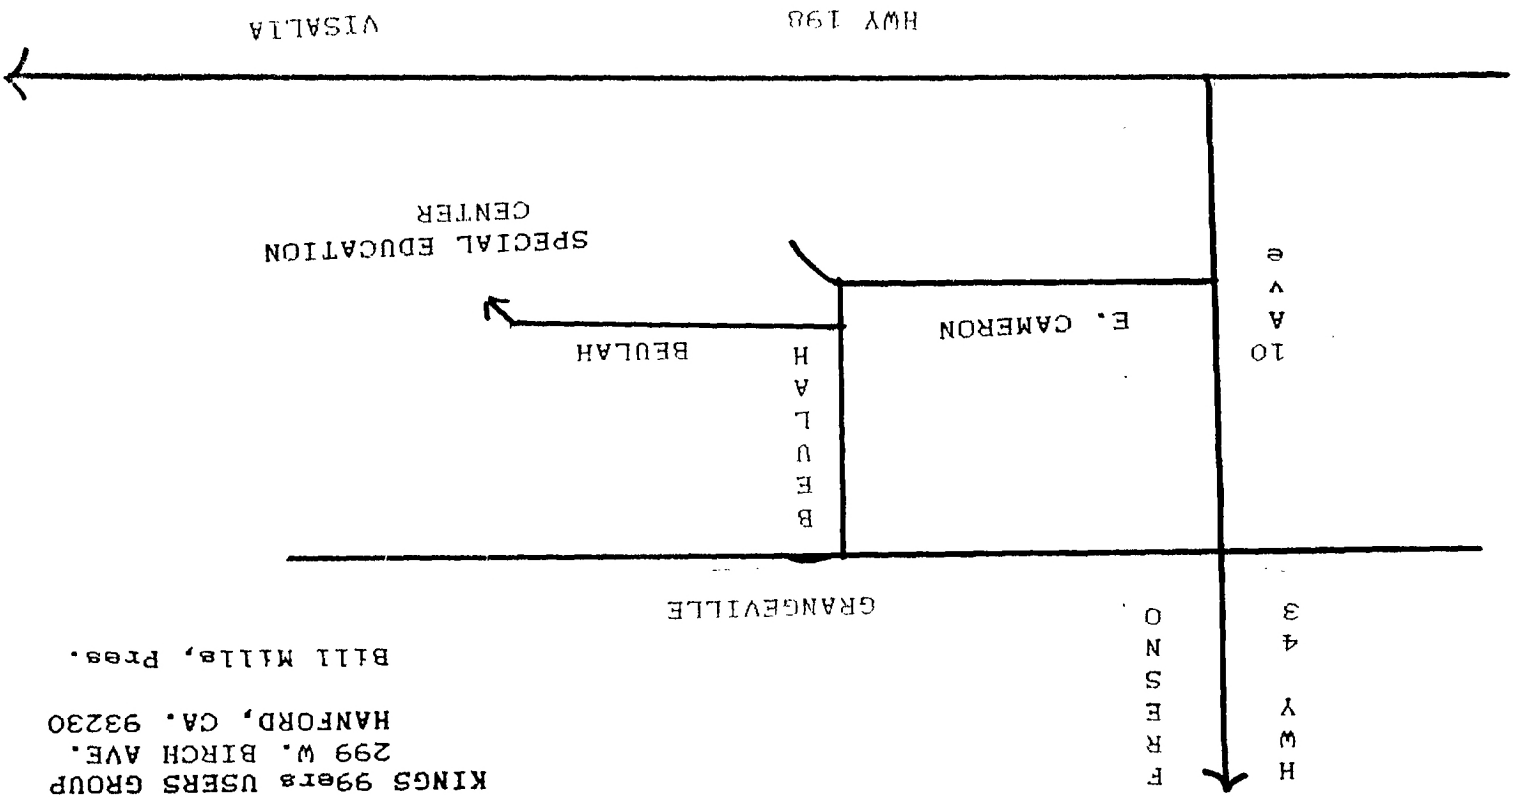 HWY 43
FRESNO
KINGS 99ers USERS GROUP
299 W. BIRCH AVE.
HANFORD, CA. 93230
Bill Mills, Pres.
GRANGEVILLE
BEULAH
10 Ave
E. CAMERON
BEULAH
SPECIAL EDUCATION
CENTER
HWY 198
VISALIA